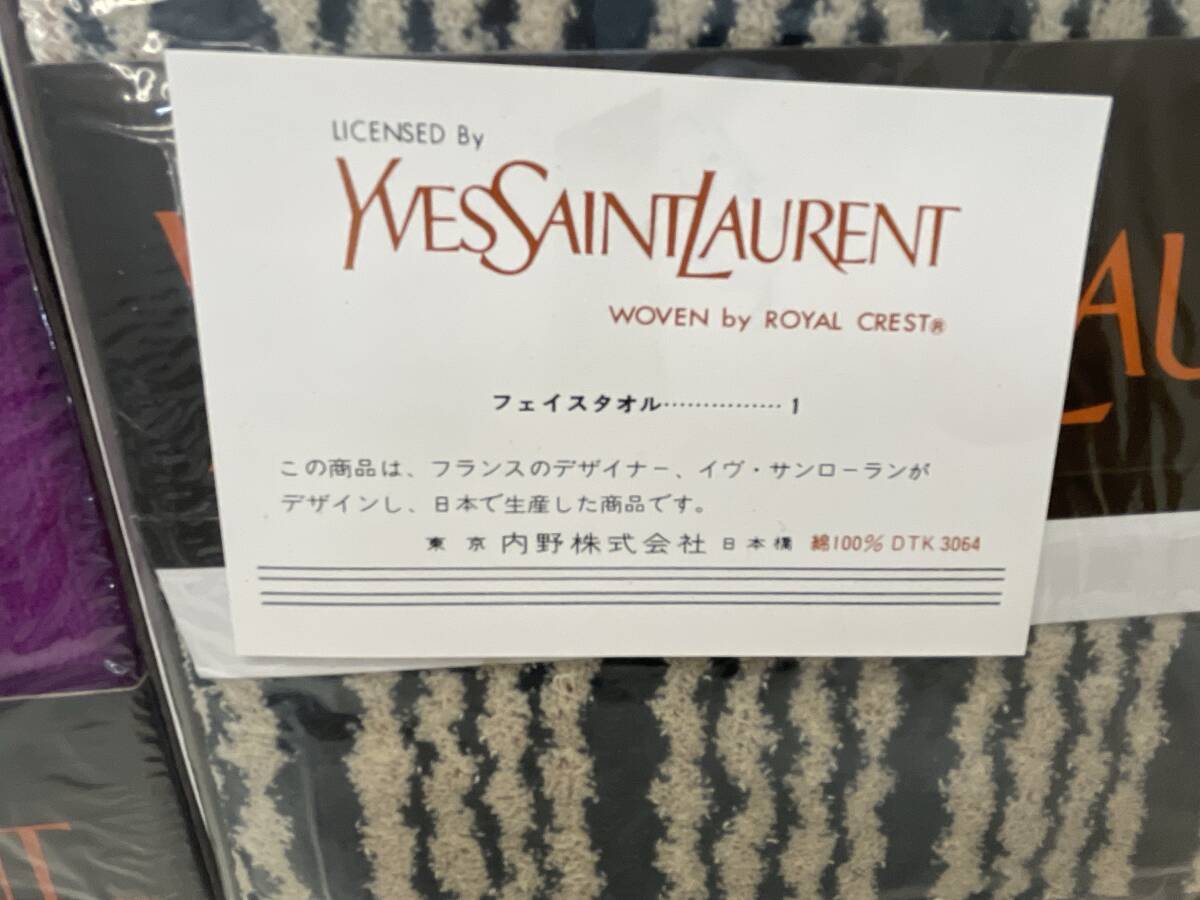 LICENSED By
YVESSAINTLAURENT
WOVEN by ROYAL CREST®
フェイスタオル……………1
この商品は、フランスのデザイナー、イヴ・サンローランが
デザインし、日本で生産した商品です。
東京 内野株式会社 日本橋 綿100% DTK 3064
AU